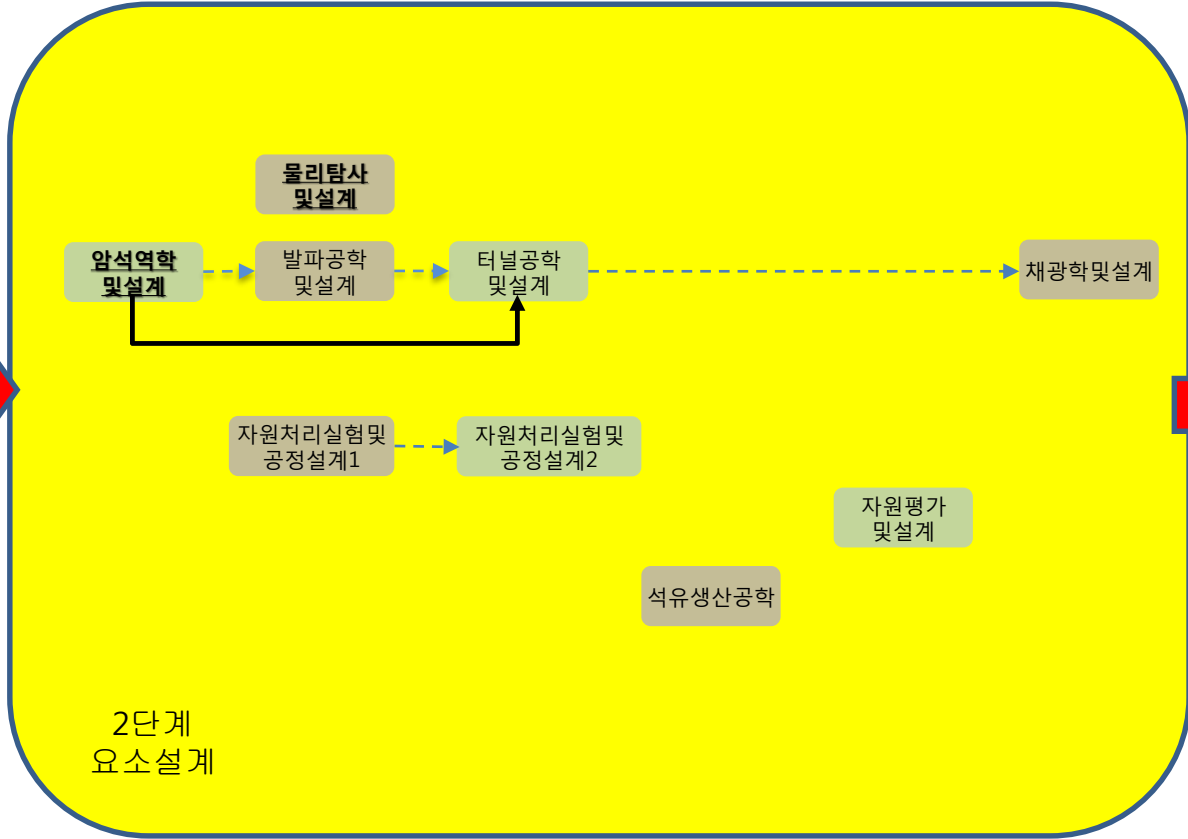 물리탐사
및설계
암석역학
및설계
발파공학
및설계
터널공학
및설계
채광학및설계
자원처리실험및
공정설계1
자원처리실험및
공정설계2
자원평가
및설계
석유생산공학
2단계
요소설계